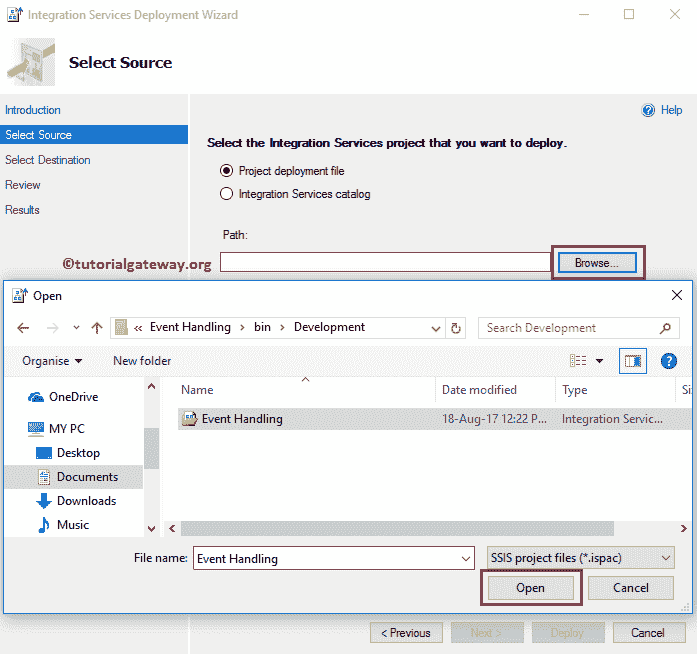 Integration Services Deployment Wizard
Select Source
Introduction
Select Source
Select Destination
Review
Results
Help
Select the Integration Services project that you want to deploy.
Project deployment file
Integration Services catalog
Path:
©tutorialgateway.org
Browse...
Open
« Event Handling > bin > Development
Search Development
Organise
New folder
Name Date modified Type Si
OneDrive
MY PC
Desktop
Documents
Downloads
Music
Event Handling 18-Aug-17 12:22 P... Integration Servic...
File name: Event Handling SSIS project files (*.ispac)
Open Cancel
< Previous Next > Deploy Cancel